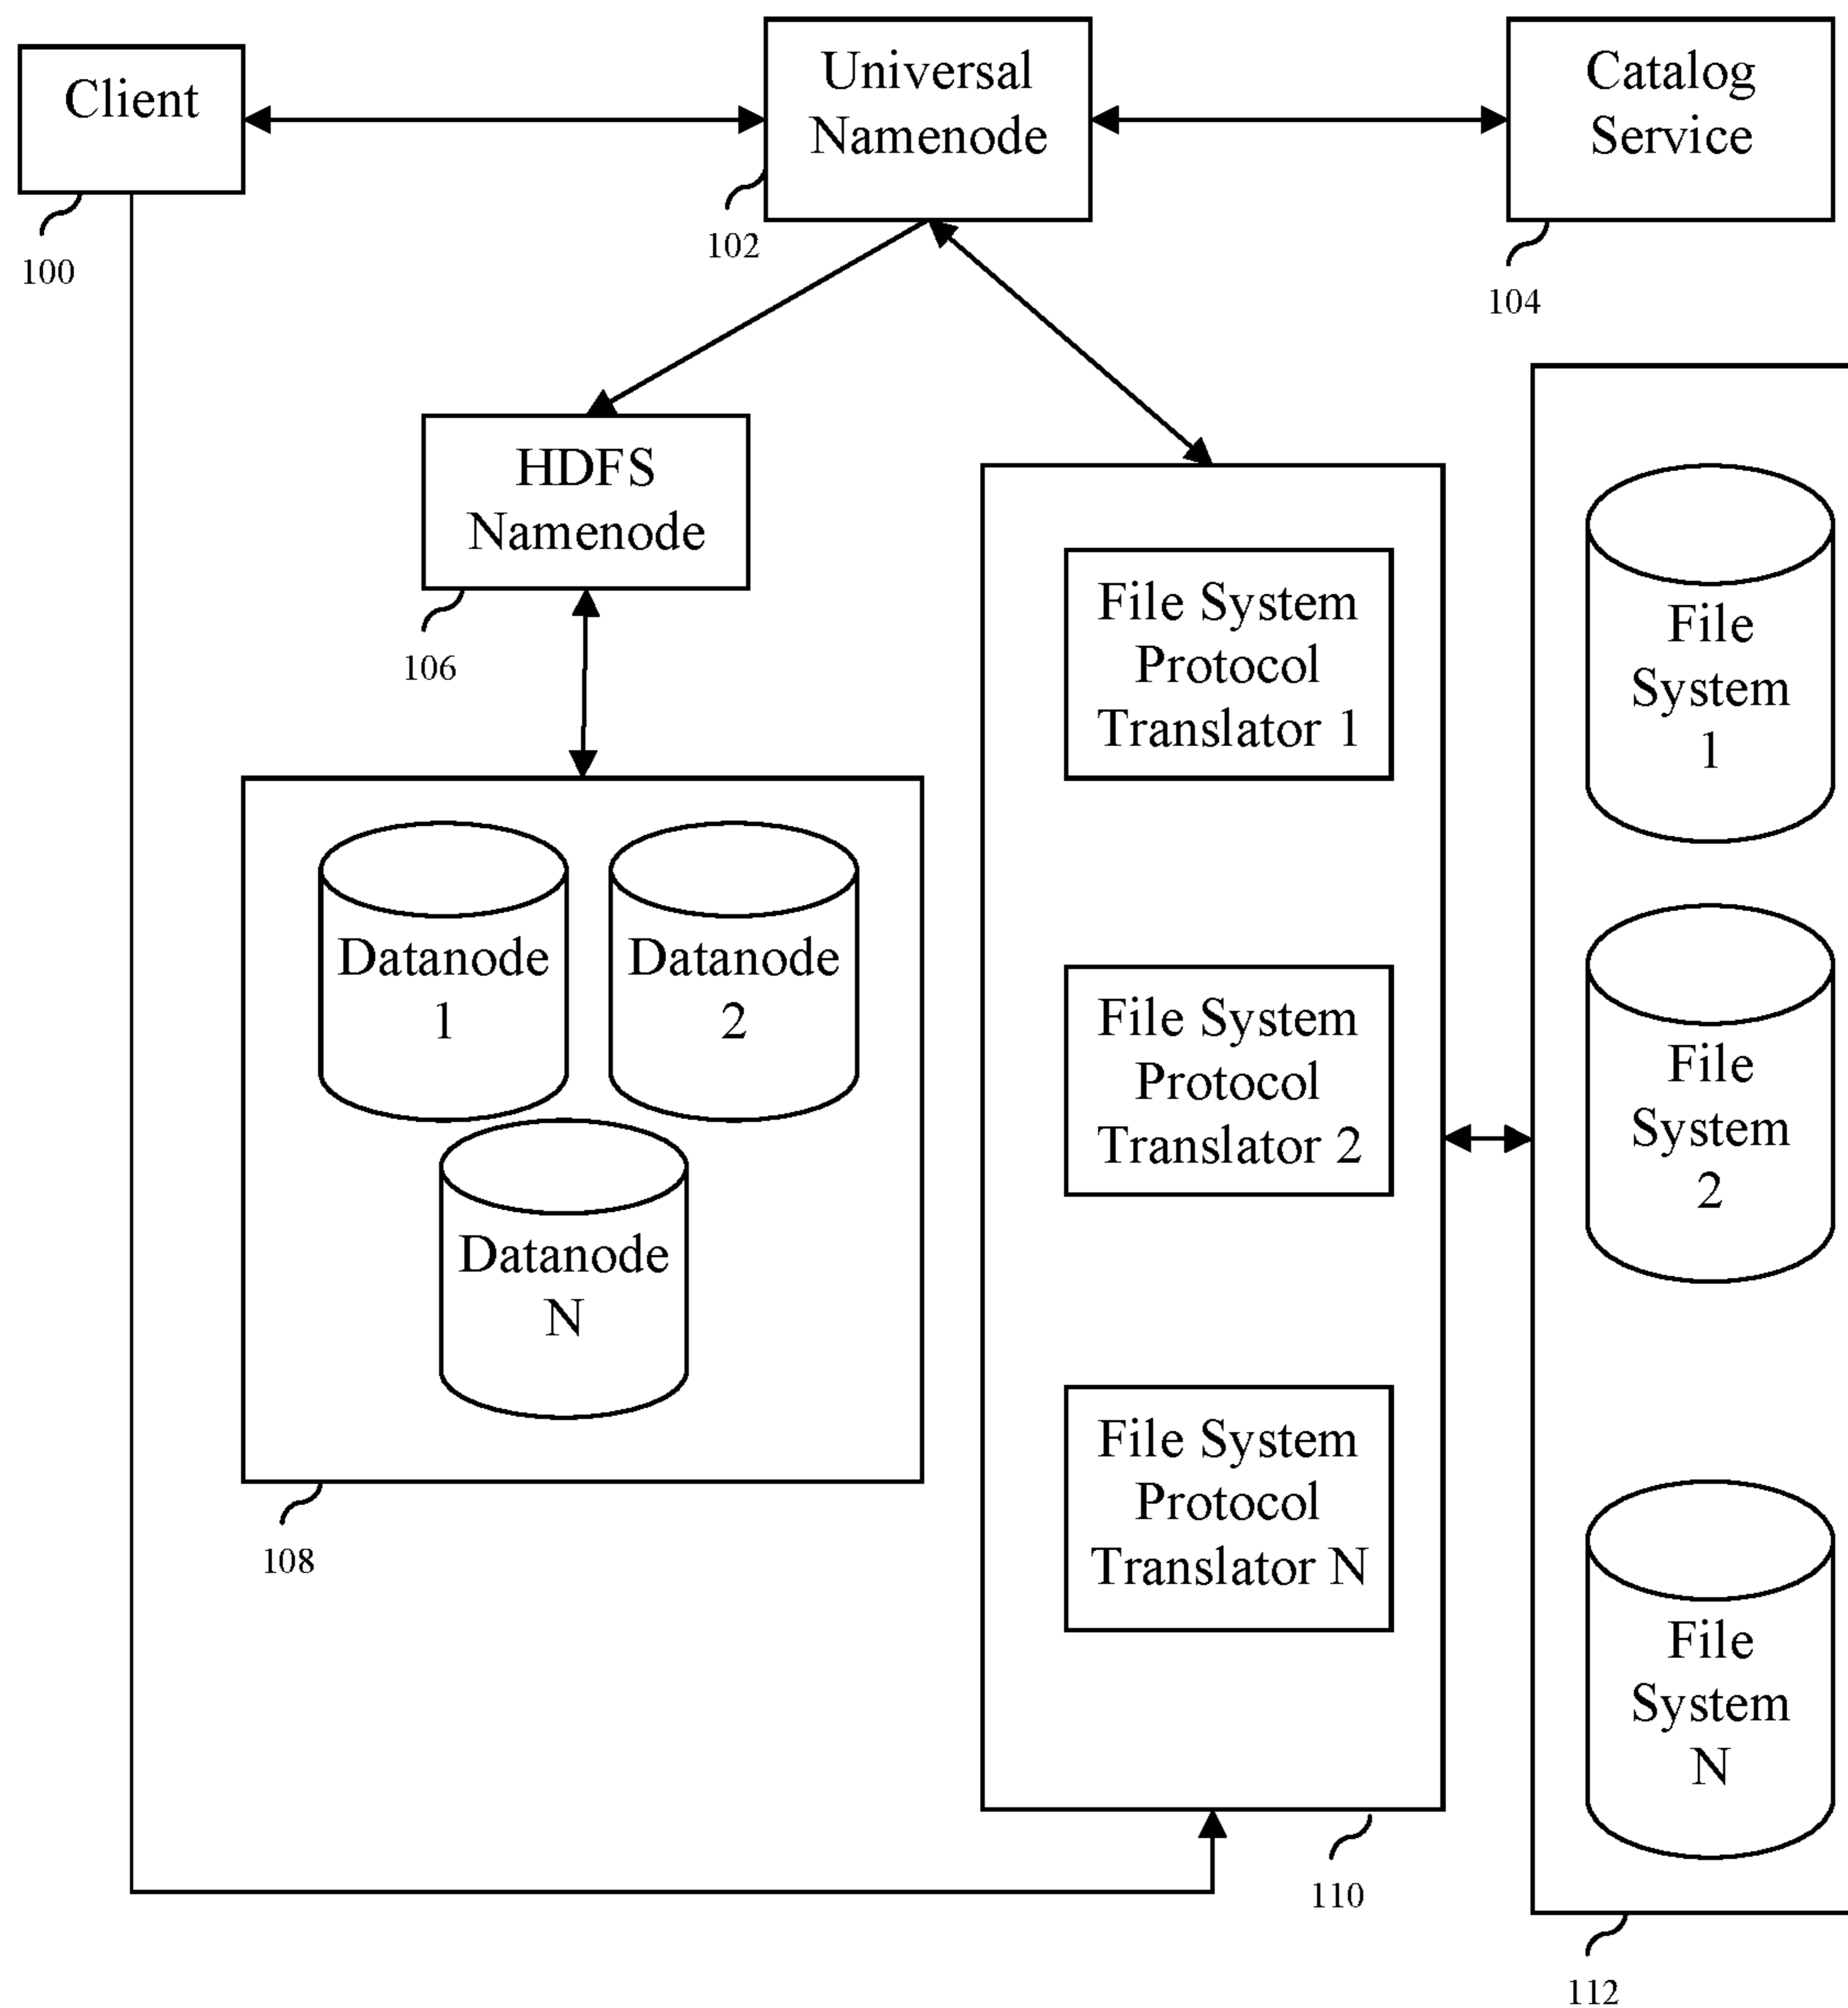 Client
Universal
Namenode
Catalog
Service
100
102
104
HDFS
Namenode
106
File System
Protocol
Translator 1
File
System
1
Datanode
1
Datanode
2
File System
Protocol
Translator 2
File
System
2
Datanode
N
File System
Protocol
Translator N
File
System
N
108
110
112